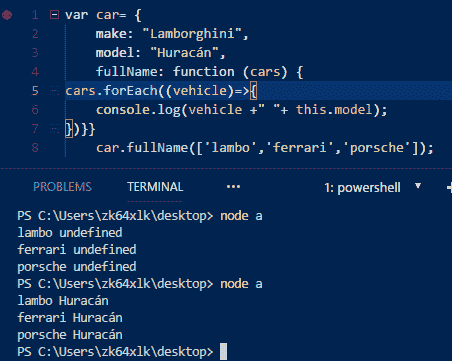 1 var car= {
2 make: "Lamborghini",
3 model: "Huracán",
4 fullName: function (cars) {
5 cars.forEach((vehicle)=>{
6 console.log(vehicle +" "+ this.model);
7 })}}
8 car.fullName(['lambo','ferrari','porsche']);
PROBLEMS TERMINAL ... 1: powershell
PS C:\Users\zk64xlk\desktop> node a
lambo undefined
ferrari undefined
porsche undefined
PS C:\Users\zk64xlk\desktop> node a
lambo Huracán
ferrari Huracán
porsche Huracán
PS C:\Users\zk64xlk\desktop>